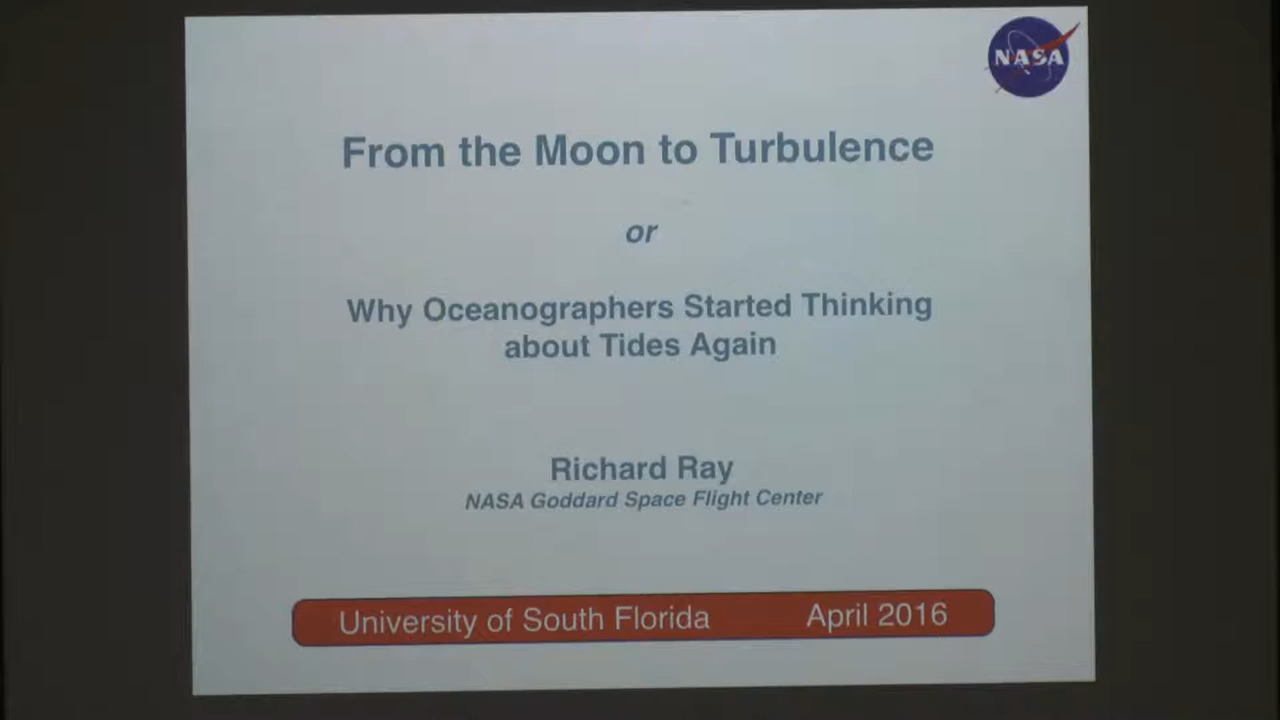 NASA
From the Moon to Turbulence
or
Why Oceanographers Started Thinking
about Tides Again
Richard Ray
NASA Goddard Space Flight Center
University of South Florida April 2016